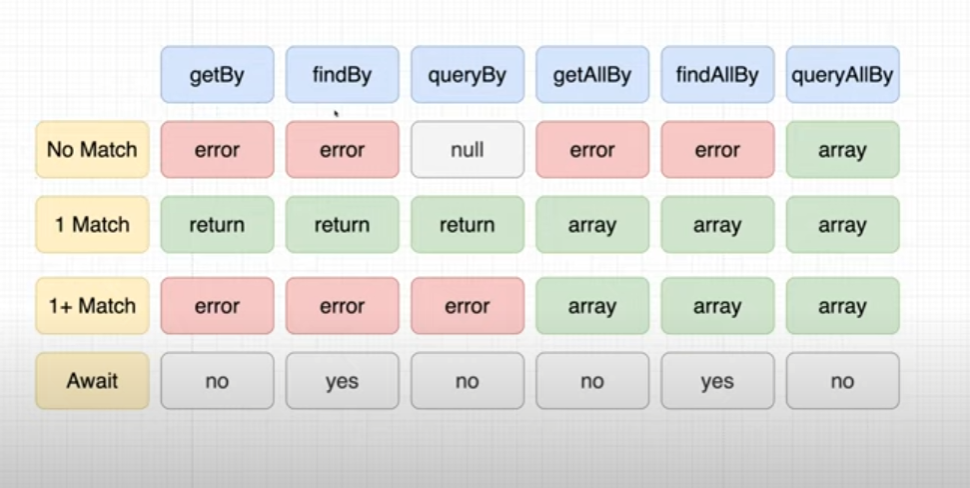 getBy findBy queryBy getAllBy findAllBy queryAllBy
No Match error error null error error array
1 Match return return return array array array
1+ Match error error error array array array
Await no yes no no yes no